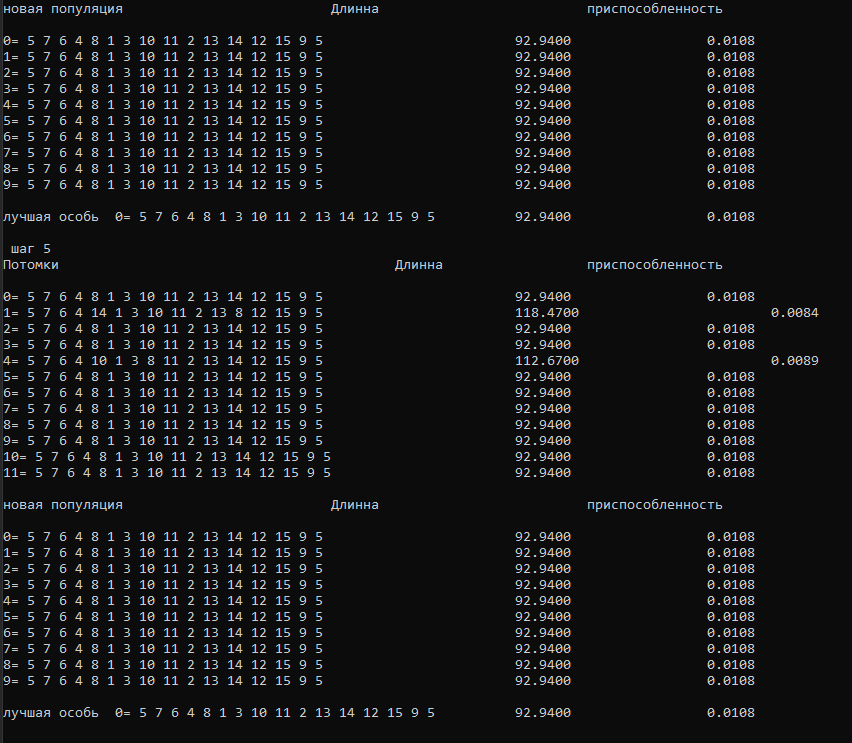 новая популяция Длинна приспособленность
0= 5 7 6 4 8 1 3 10 11 2 13 14 12 15 9 5 92.9400 0.0108
1= 5 7 6 4 8 1 3 10 11 2 13 14 12 15 9 5 92.9400 0.0108
2= 5 7 6 4 8 1 3 10 11 2 13 14 12 15 9 5 92.9400 0.0108
3= 5 7 6 4 8 1 3 10 11 2 13 14 12 15 9 5 92.9400 0.0108
4= 5 7 6 4 8 1 3 10 11 2 13 14 12 15 9 5 92.9400 0.0108
5= 5 7 6 4 8 1 3 10 11 2 13 14 12 15 9 5 92.9400 0.0108
6= 5 7 6 4 8 1 3 10 11 2 13 14 12 15 9 5 92.9400 0.0108
7= 5 7 6 4 8 1 3 10 11 2 13 14 12 15 9 5 92.9400 0.0108
8= 5 7 6 4 8 1 3 10 11 2 13 14 12 15 9 5 92.9400 0.0108
9= 5 7 6 4 8 1 3 10 11 2 13 14 12 15 9 5 92.9400 0.0108
лучшая особь 0= 5 7 6 4 8 1 3 10 11 2 13 14 12 15 9 5 92.9400 0.0108
шаг 5
Потомки Длинна приспособленность
0= 5 7 6 4 8 1 3 10 11 2 13 14 12 15 9 5 92.9400 0.0108
1= 5 7 6 4 14 1 3 10 11 2 13 8 12 15 9 5 118.4700 0.0084
2= 5 7 6 4 8 1 3 10 11 2 13 14 12 15 9 5 92.9400 0.0108
3= 5 7 6 4 8 1 3 10 11 2 13 14 12 15 9 5 92.9400 0.0108
4= 5 7 6 4 10 1 3 8 11 2 13 14 12 15 9 5 112.6700 0.0089
5= 5 7 6 4 8 1 3 10 11 2 13 14 12 15 9 5 92.9400 0.0108
6= 5 7 6 4 8 1 3 10 11 2 13 14 12 15 9 5 92.9400 0.0108
7= 5 7 6 4 8 1 3 10 11 2 13 14 12 15 9 5 92.9400 0.0108
8= 5 7 6 4 8 1 3 10 11 2 13 14 12 15 9 5 92.9400 0.0108
9= 5 7 6 4 8 1 3 10 11 2 13 14 12 15 9 5 92.9400 0.0108
10= 5 7 6 4 8 1 3 10 11 2 13 14 12 15 9 5 92.9400 0.0108
11= 5 7 6 4 8 1 3 10 11 2 13 14 12 15 9 5 92.9400 0.0108
новая популяция Длинна приспособленность
0= 5 7 6 4 8 1 3 10 11 2 13 14 12 15 9 5 92.9400 0.0108
1= 5 7 6 4 8 1 3 10 11 2 13 14 12 15 9 5 92.9400 0.0108
2= 5 7 6 4 8 1 3 10 11 2 13 14 12 15 9 5 92.9400 0.0108
3= 5 7 6 4 8 1 3 10 11 2 13 14 12 15 9 5 92.9400 0.0108
4= 5 7 6 4 8 1 3 10 11 2 13 14 12 15 9 5 92.9400 0.0108
5= 5 7 6 4 8 1 3 10 11 2 13 14 12 15 9 5 92.9400 0.0108
6= 5 7 6 4 8 1 3 10 11 2 13 14 12 15 9 5 92.9400 0.0108
7= 5 7 6 4 8 1 3 10 11 2 13 14 12 15 9 5 92.9400 0.0108
8= 5 7 6 4 8 1 3 10 11 2 13 14 12 15 9 5 92.9400 0.0108
9= 5 7 6 4 8 1 3 10 11 2 13 14 12 15 9 5 92.9400 0.0108
лучшая особь 0= 5 7 6 4 8 1 3 10 11 2 13 14 12 15 9 5 92.9400 0.0108